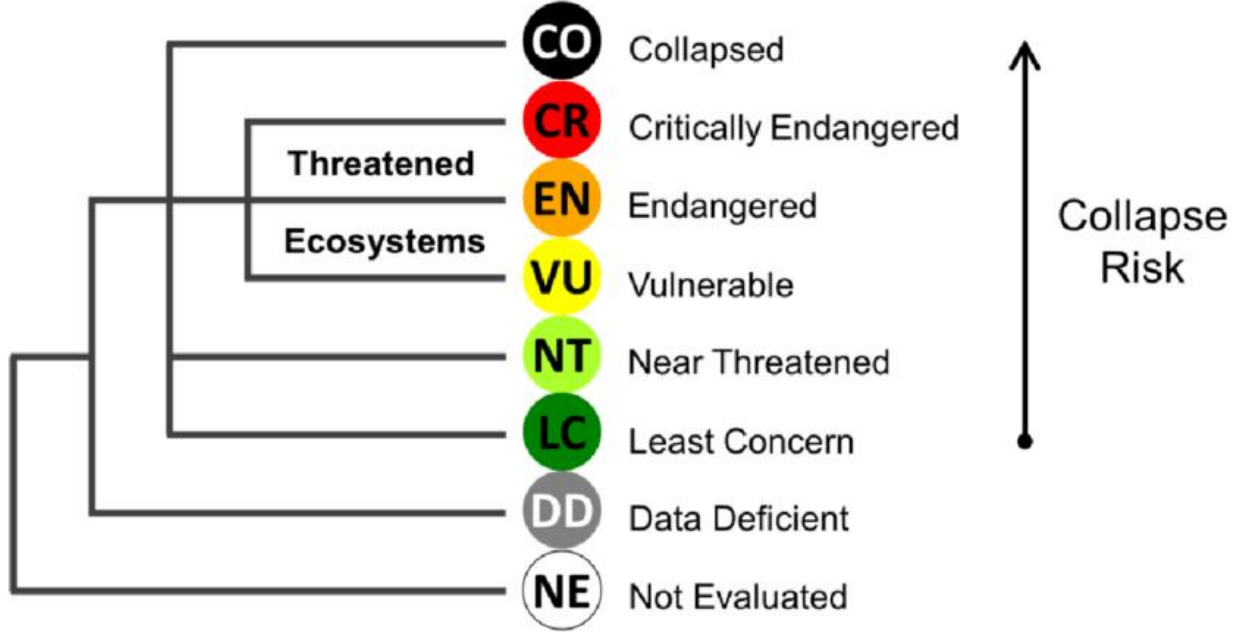 CO Collapsed
CR Critically Endangered
Threatened
EN Endangered
Ecosystems
VU Vulnerable
NT Near Threatened
LC Least Concern
DD Data Deficient
NE Not Evaluated
Collapse
Risk